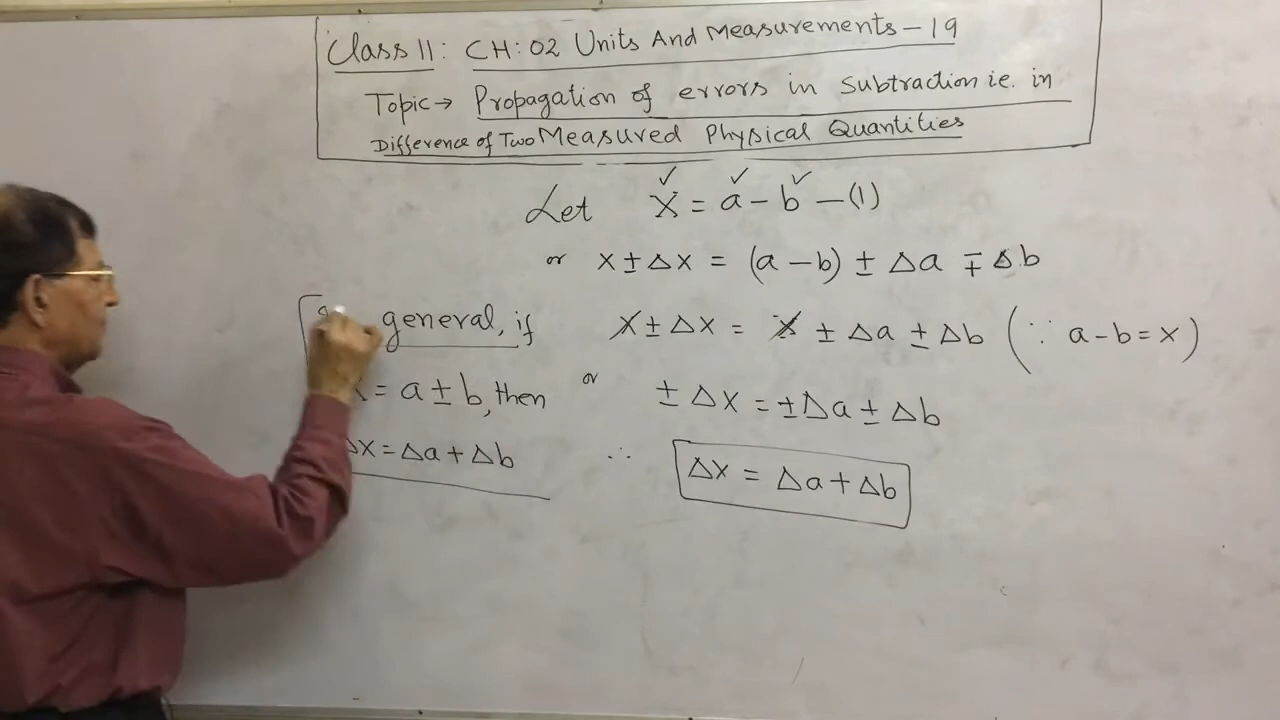 Class 11: CH: 02 Units And Measurements - 19
Topic → Propagation of errors in Subtraction ie. in
Difference of Two Measured Physical Quantities
Let X = a - b - (1)
or x ± Δx = (a - b) ± Δa ∓ Δb
general, if
x = a ± b, then
Δx = Δa + Δb
X ± Δx = X ± Δa ± Δb (∵ a - b = x)
or ± Δx = ± Δa ± Δb
∴ Δx = Δa + Δb